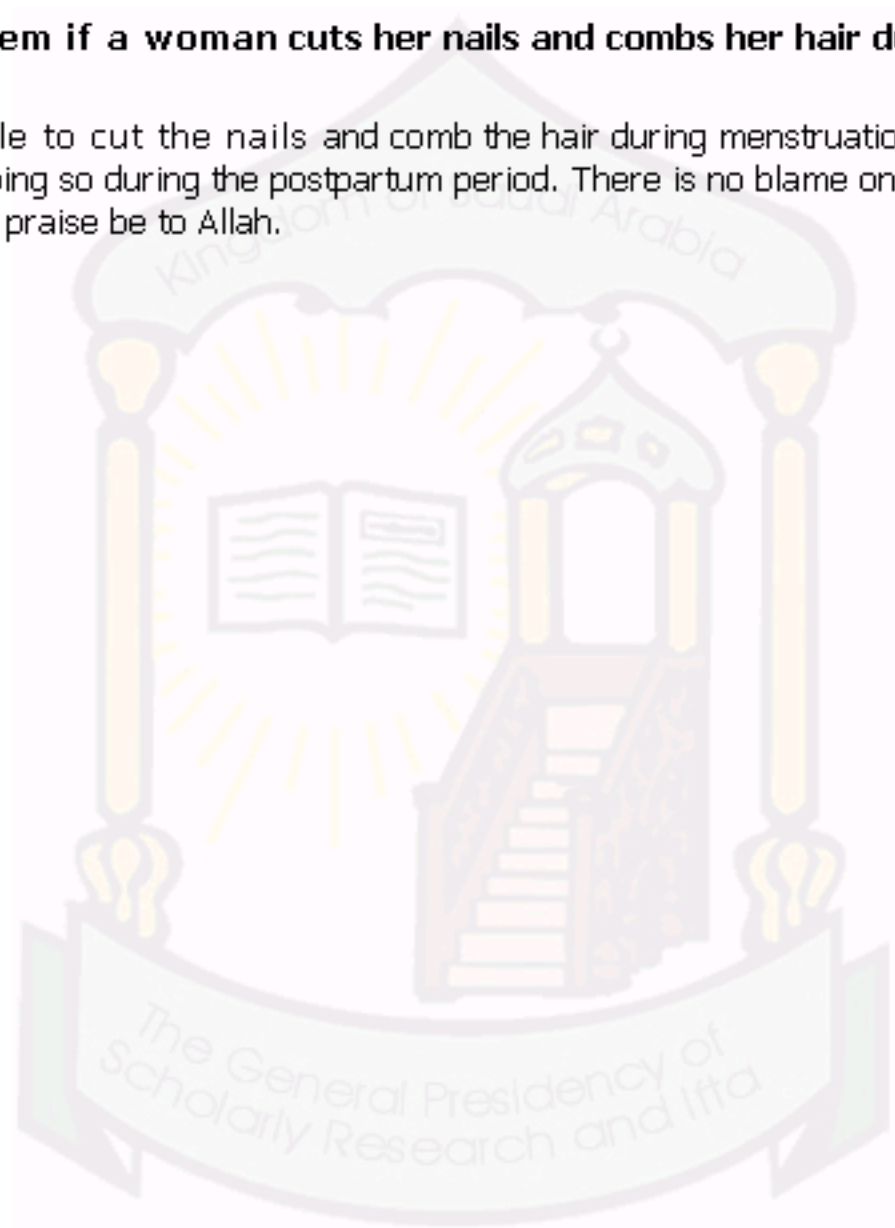 em if a woman cuts her nails and combs her hair d
le to cut the nails and comb the hair during menstruatio
ing so during the postpartum period. There is no blame on
praise be to Allah.
Kingdom of Saudi Arabia
The General Presidency of
Scholarly Research and Ifta